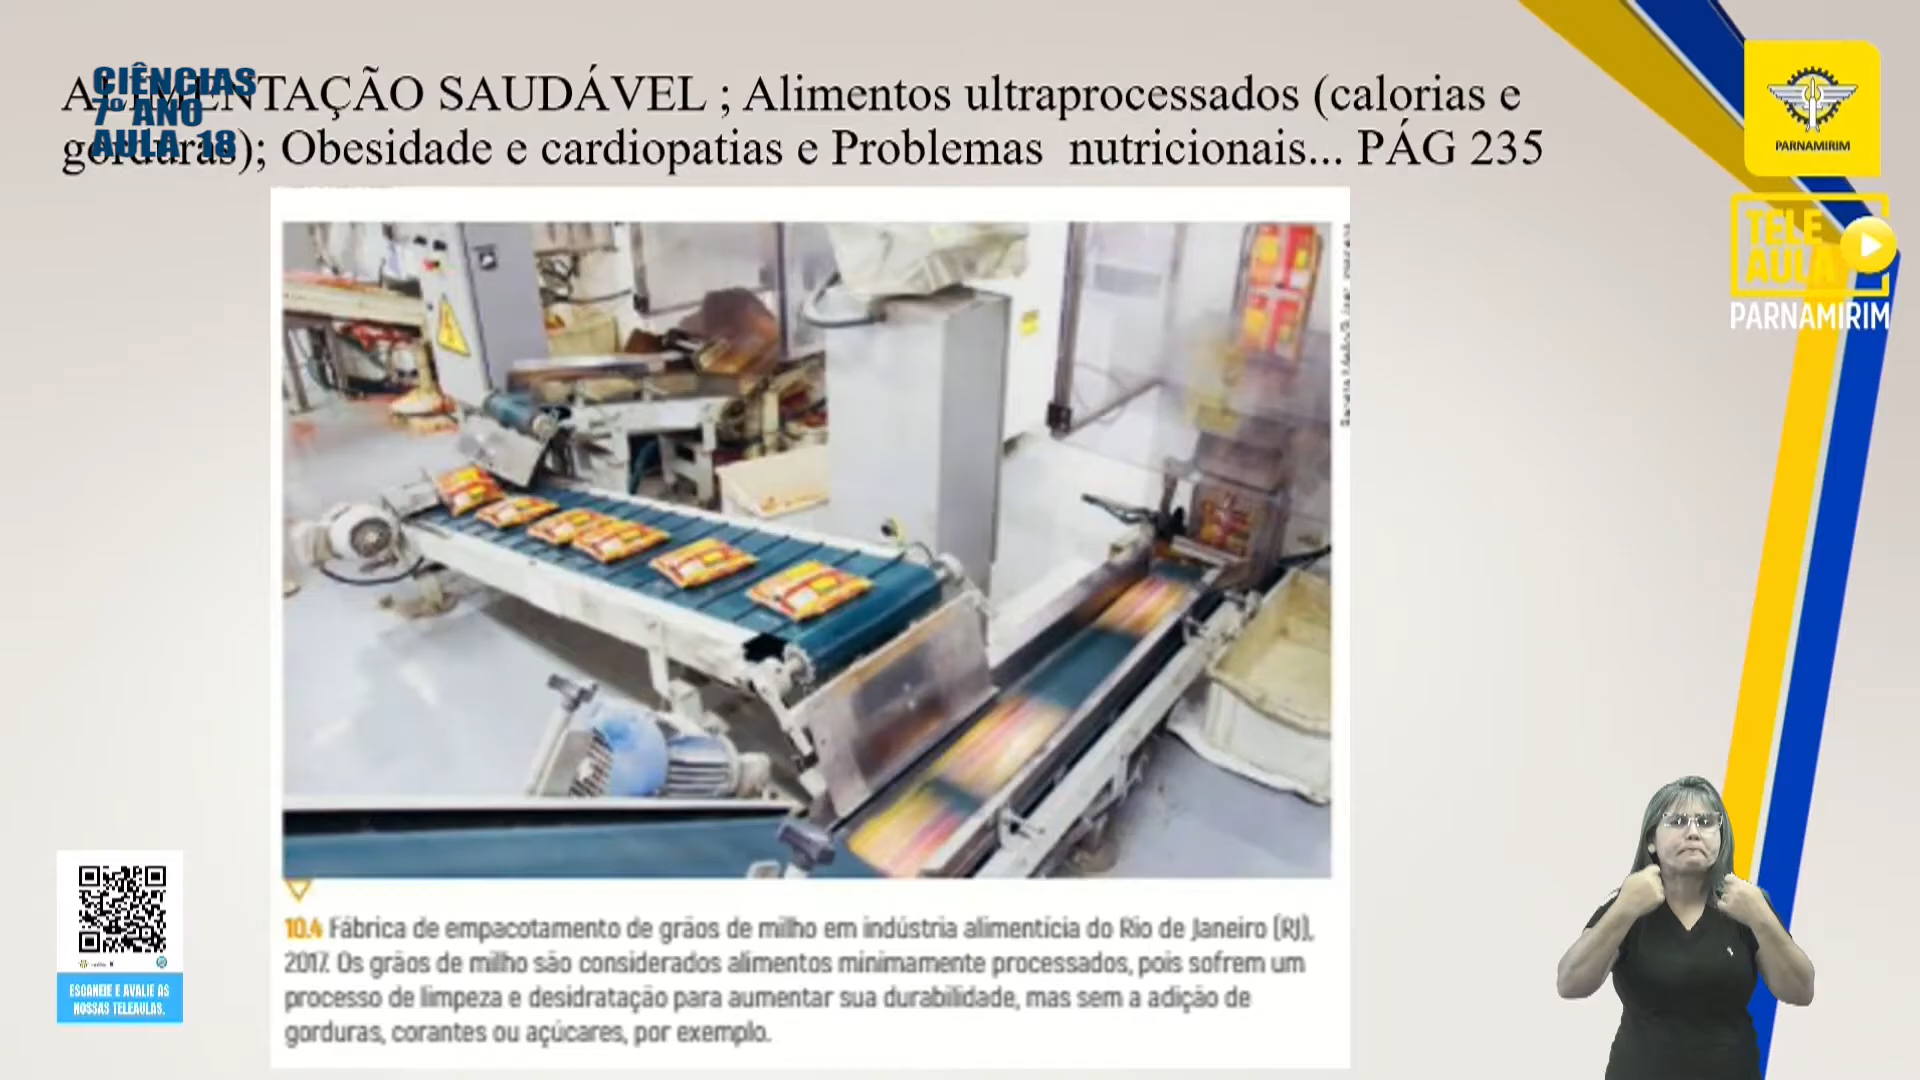 CIÊNCIAS
7º ANO
AULA 18
ALIMENTAÇÃO SAUDÁVEL ; Alimentos ultraprocessados (calorias e
gorduras); Obesidade e cardiopatias e Problemas nutricionais... PÁG 235
PARNAMIRIM
TELE
AULA
PARNAMIRIM
10.4 Fábrica de empacotamento de grãos de milho em indústria alimentícia do Rio de Janeiro (RJ),
2017. Os grãos de milho são considerados alimentos minimamente processados, pois sofrem um
processo de limpeza e desidratação para aumentar sua durabilidade, mas sem a adição de
gorduras, corantes ou açúcares, por exemplo.
ESCANEIE E AVALIE AS
NOSSAS TELEAULAS.